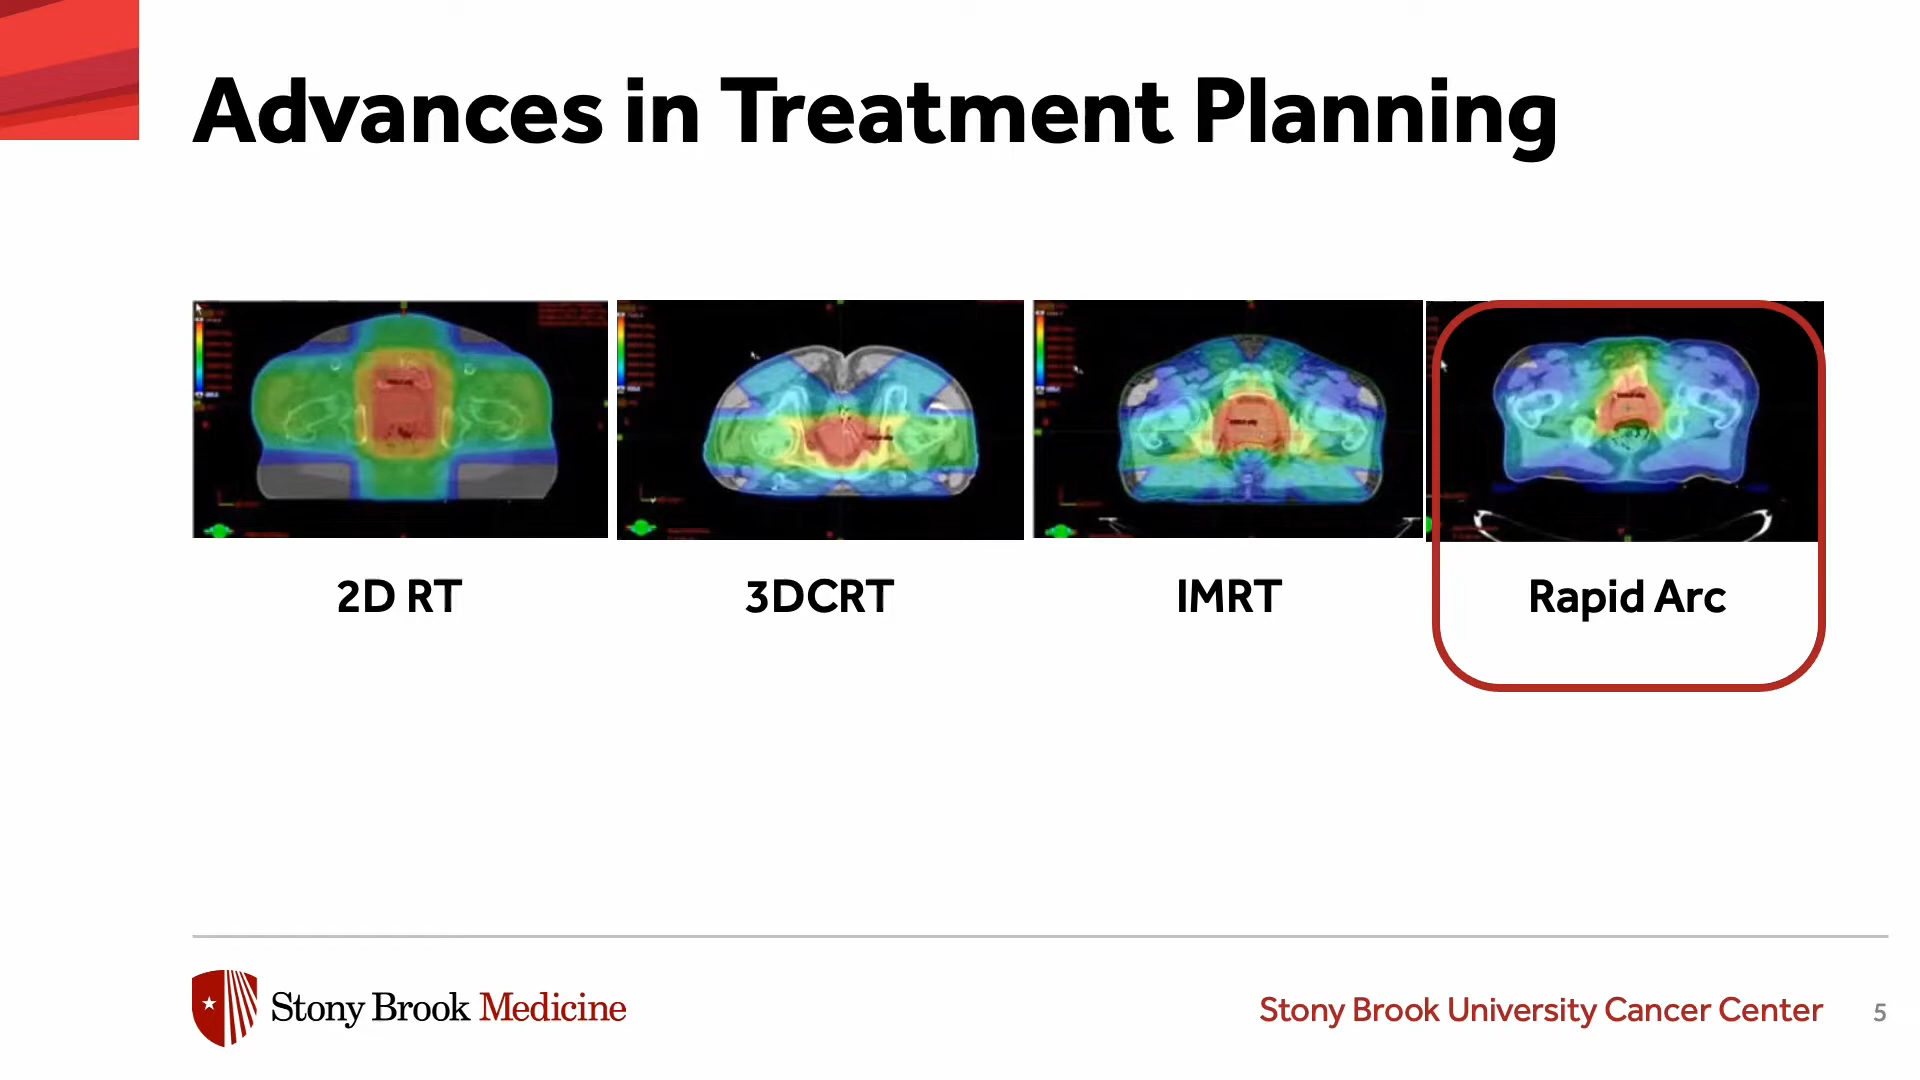 Advances in Treatment Planning
2D RT
3DCRT
IMRT
Rapid Arc
Stony Brook Medicine
Stony Brook University Cancer Center
5